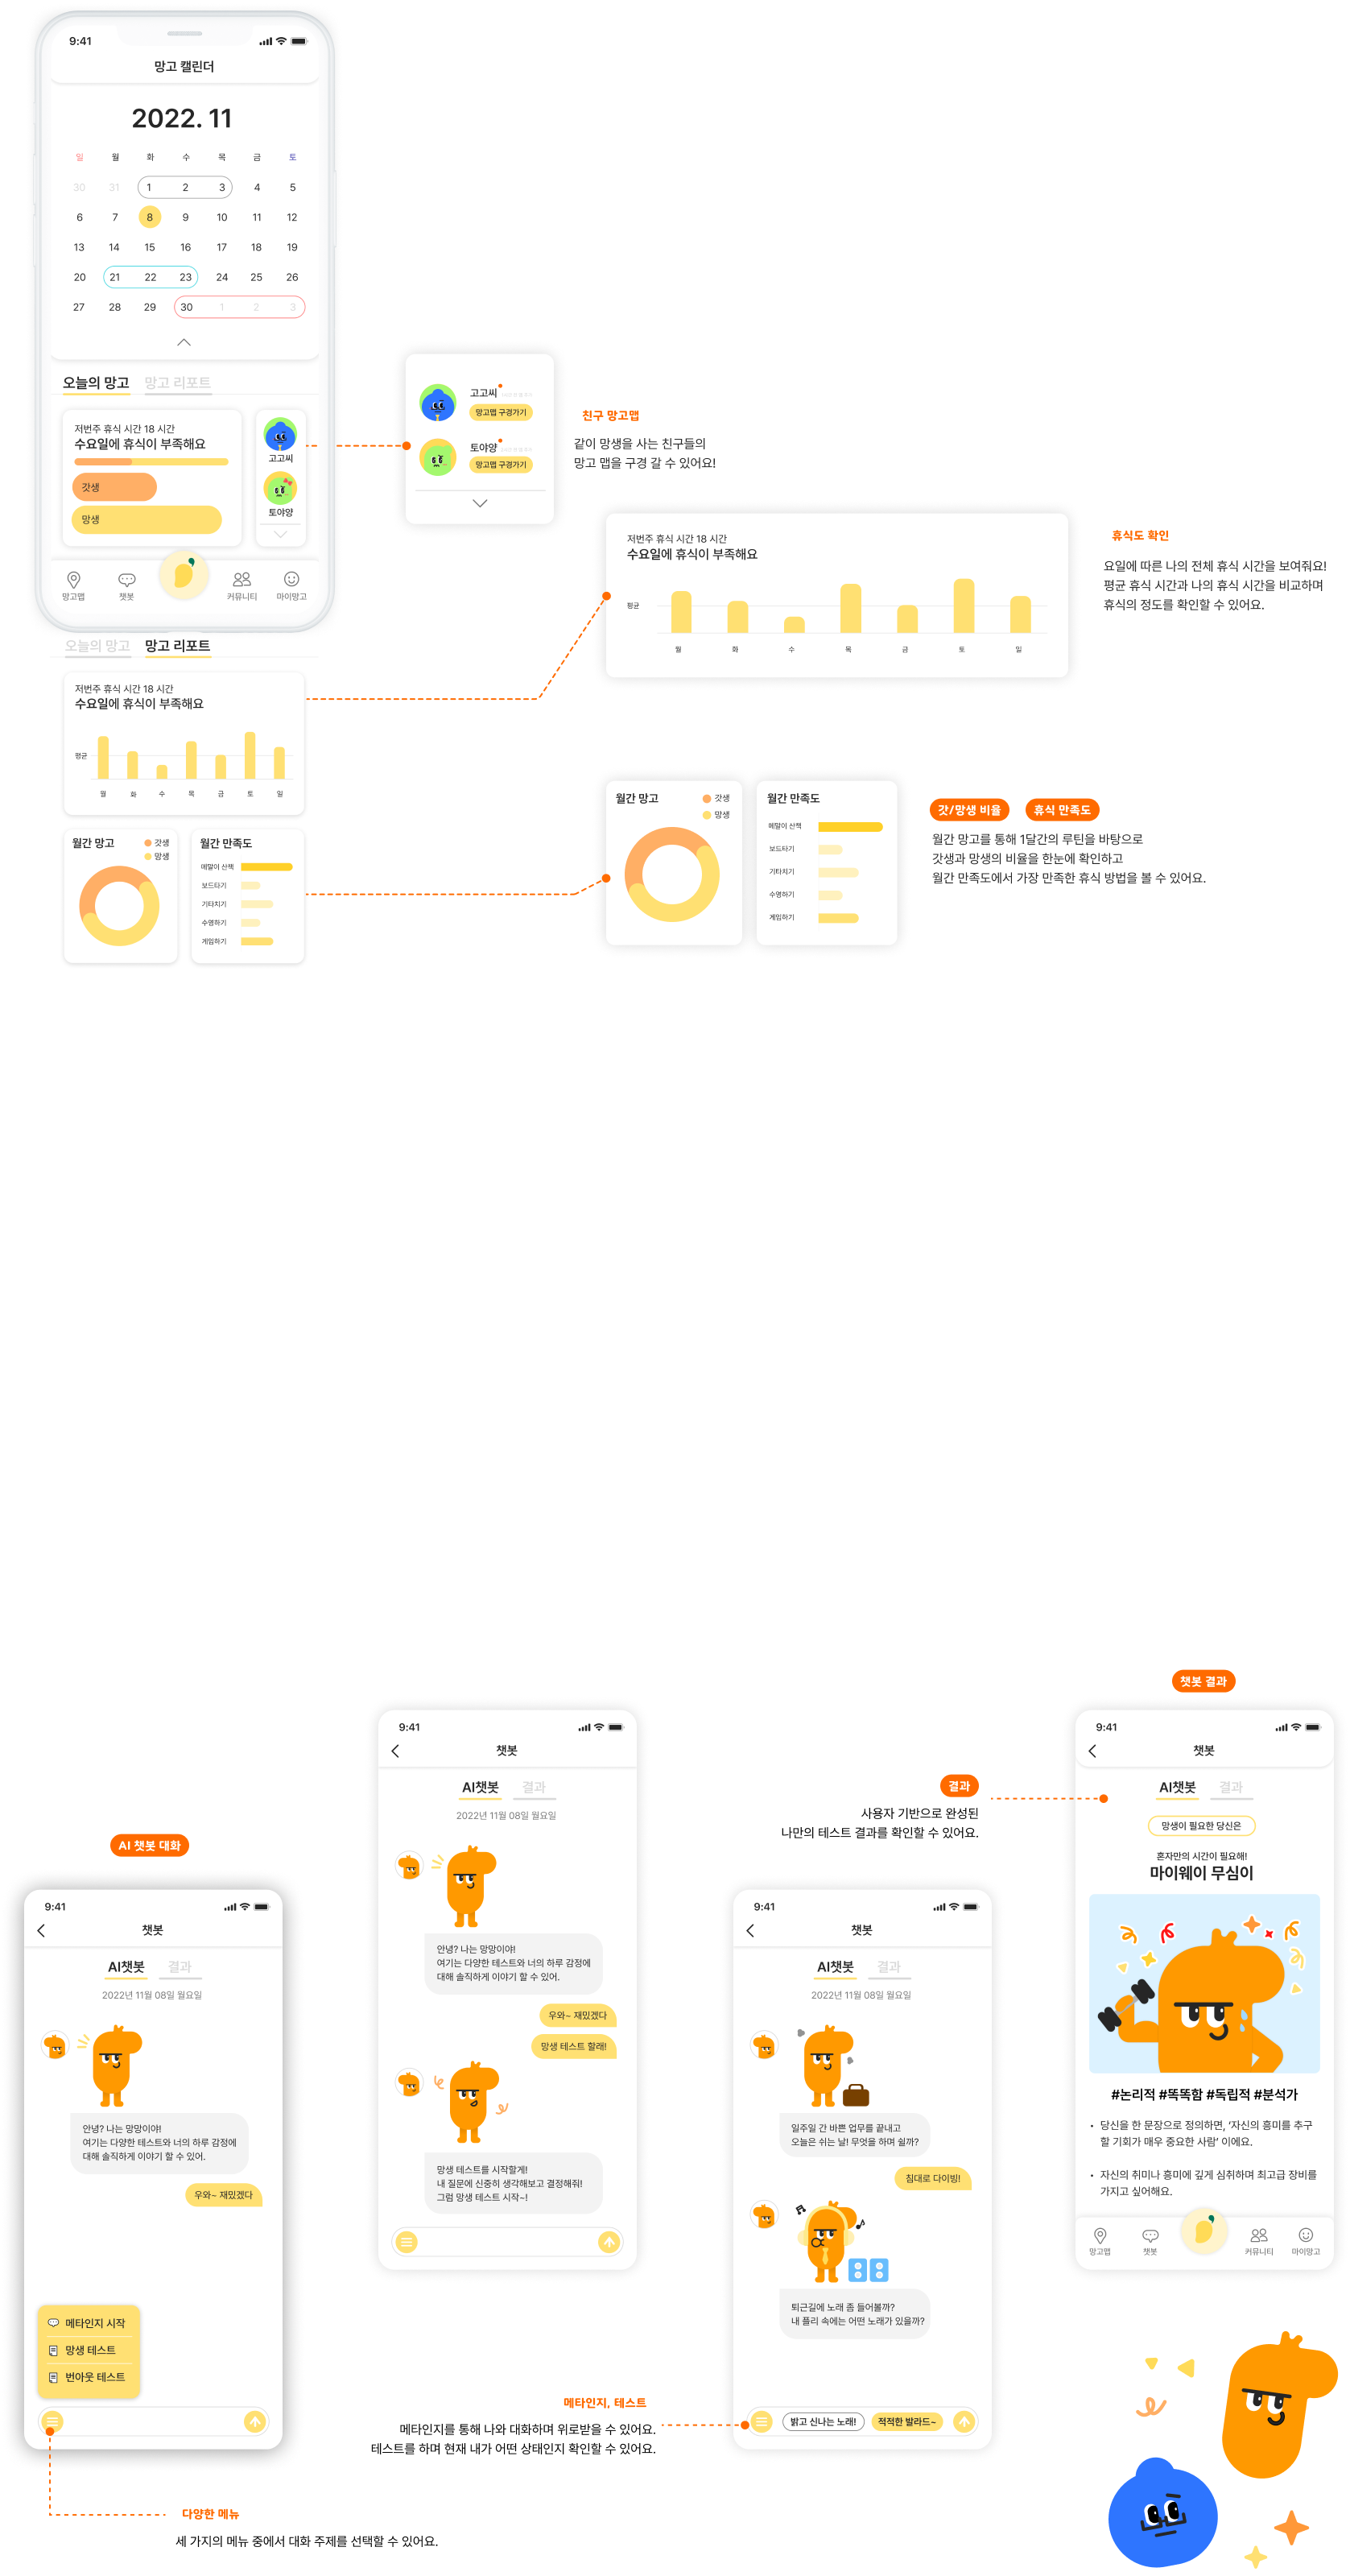 9:41
망고 캘린더
2022. 11
일 월 화 수 목 금 토
30 31 1 2 3 4 5
6 7 8 9 10 11 12
13 14 15 16 17 18 19
20 21 22 23 24 25 26
27 28 29 30 1 2 3
오늘의 망고 망고 리포트
저번주 휴식 시간 18 시간
수요일에 휴식이 부족해요
갓생
망생
고고씨
토야양
망고맵 챗봇 커뮤니티 마이망고
고고씨
망고맵 구경가기
토야양
망고맵 구경가기
친구 망고맵
같이 망생을 사는 친구들의
망고 맵을 구경 갈 수 있어요!
오늘의 망고 망고 리포트
저번주 휴식 시간 18 시간
수요일에 휴식이 부족해요
평균
월 화 수 목 금 토 일
저번주 휴식 시간 18 시간
수요일에 휴식이 부족해요
평균
월 화 수 목 금 토 일
휴식도 확인
요일에 따른 나의 전체 휴식 시간을 보여줘요!
평균 휴식 시간과 나의 휴식 시간을 비교하며
휴식의 정도를 확인할 수 있어요.
월간 망고
갓생
망생
월간 만족도
메말이 산책
보드타기
기타치기
수영하기
게임하기
월간 망고
갓생
망생
월간 만족도
메말이 산책
보드타기
기타치기
수영하기
게임하기
갓/망생 비율 휴식 만족도
월간 망고를 통해 1달간의 루틴을 바탕으로
갓생과 망생의 비율을 한눈에 확인하고
월간 만족도에서 가장 만족한 휴식 방법을 볼 수 있어요.
AI 챗봇 대화
9:41
챗봇
AI챗봇 결과
2022년 11월 08일 월요일
안녕? 나는 망망이야!
여기는 다양한 테스트와 너의 하루 감정에
대해 솔직하게 이야기 할 수 있어.
우와~ 재밌겠다
메타인지 시작
망생 테스트
번아웃 테스트
다양한 메뉴
세 가지의 메뉴 중에서 대화 주제를 선택할 수 있어요.
9:41
챗봇
AI챗봇 결과
2022년 11월 08일 월요일
안녕? 나는 망망이야!
여기는 다양한 테스트와 너의 하루 감정에
대해 솔직하게 이야기 할 수 있어.
우와~ 재밌겠다
망생 테스트 할래!
망생 테스트를 시작할게!
내 질문에 신중히 생각해보고 결정해줘!
그럼 망생 테스트 시작~!
메타인지, 테스트
메타인지를 통해 나와 대화하며 위로받을 수 있어요.
테스트를 하며 현재 내가 어떤 상태인지 확인할 수 있어요.
결과
사용자 기반으로 완성된
나만의 테스트 결과를 확인할 수 있어요.
9:41
챗봇
AI챗봇 결과
2022년 11월 08일 월요일
일주일 간 바쁜 업무를 끝내고
오늘은 쉬는 날! 무엇을 하며 쉴까?
침대로 다이빙!
퇴근길에 노래 좀 들어볼까?
내 플리 속에는 어떤 노래가 있을까?
밝고 신나는 노래! 적적한 발라드~
챗봇 결과
9:41
챗봇
AI챗봇 결과
망생이 필요한 당신은
혼자만의 시간이 필요해!
마이웨이 무심이
#논리적 #똑똑함 #독립적 #분석가
• 당신을 한 문장으로 정의하면, ‘자신의 흥미를 추구
할 기회가 매우 중요한 사람’ 이에요.
• 자신의 취미나 흥미에 깊게 심취하며 최고급 장비를
가지고 싶어해요.
망고맵 챗봇 커뮤니티 마이망고